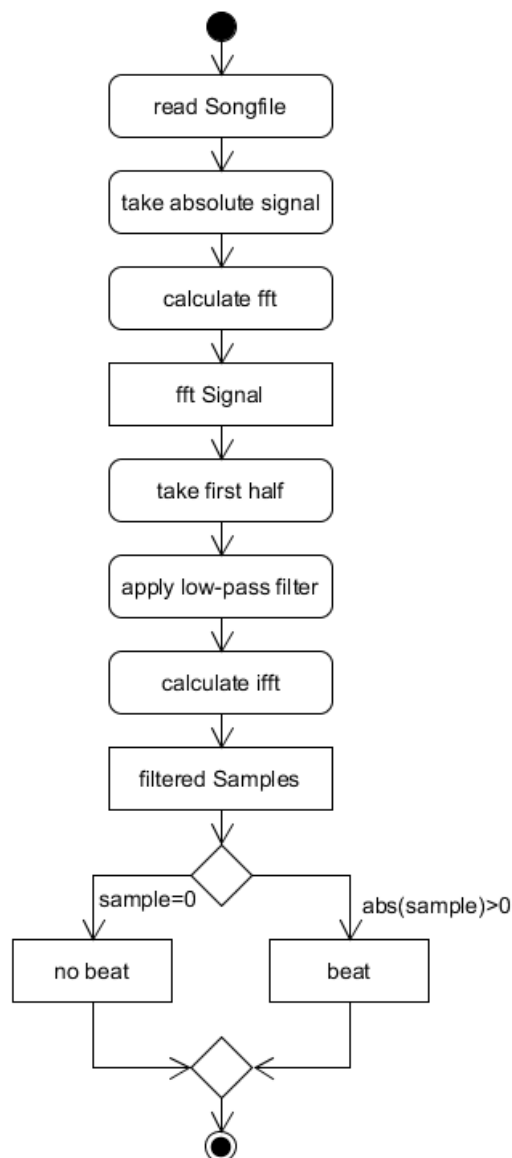 read Songfile
take absolute signal
calculate fft
fft Signal
take first half
apply low-pass filter
calculate ifft
filtered Samples
sample=0
abs(sample)>0
no beat
beat